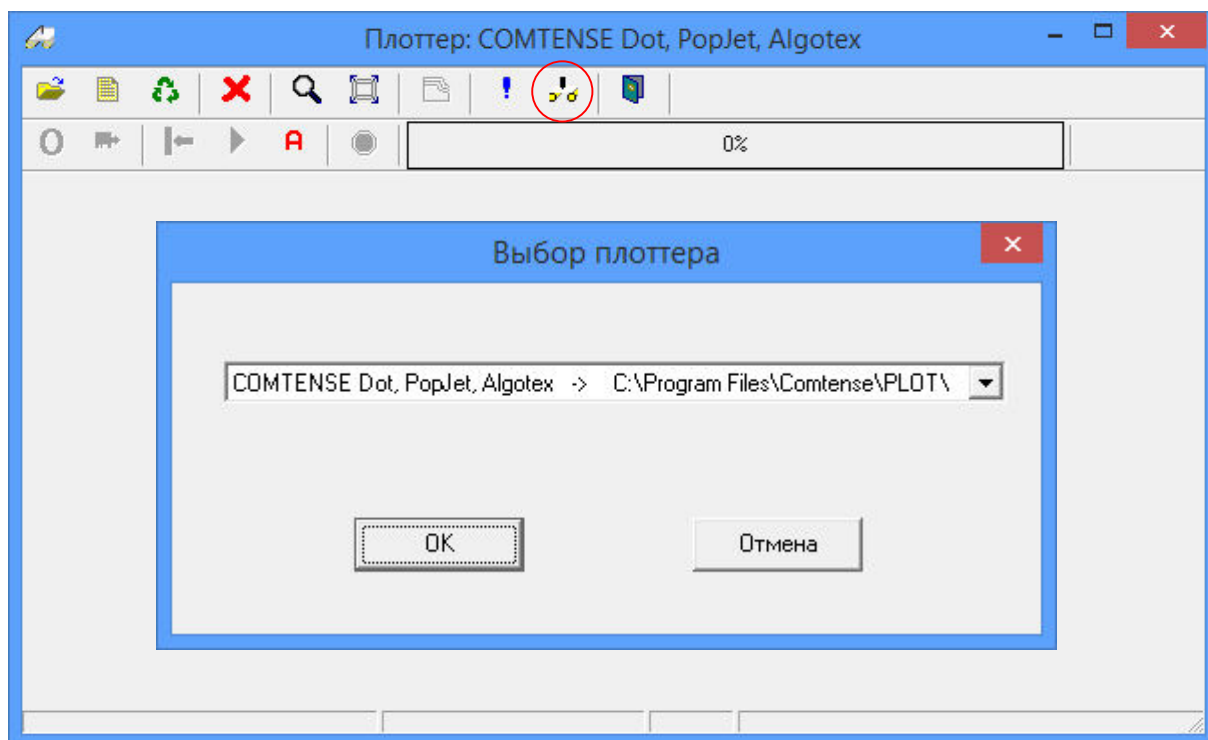 Плоттер: COMTENSE Dot, PopJet, Algotex
0%
Выбор плоттера
COMTENSE Dot, PopJet, Algotex -> C:\Program Files\Comtense\PLOT\
OK
Отмена